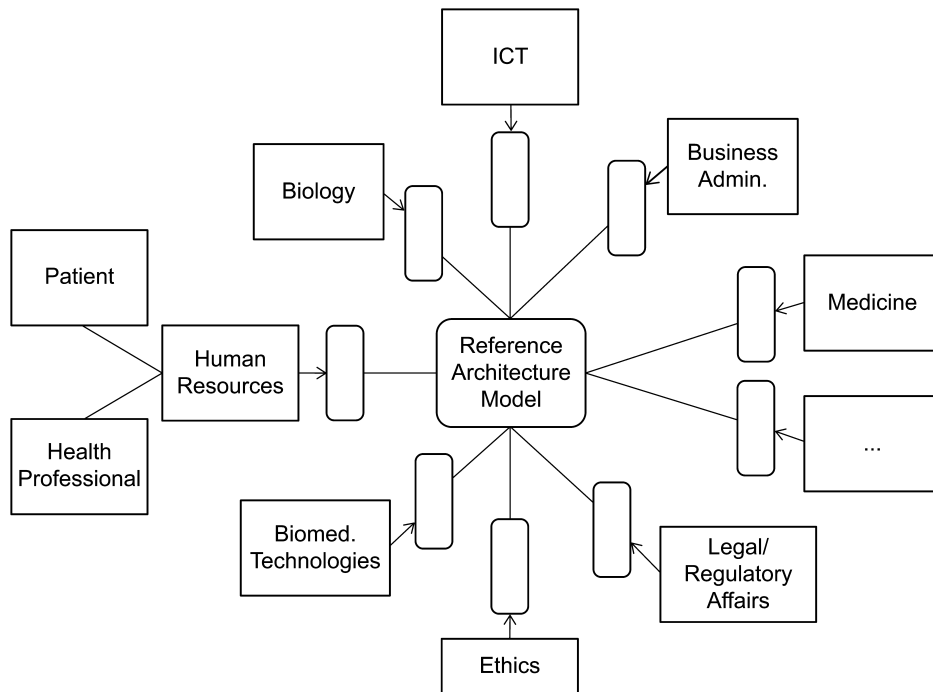 ICT
Business
Admin.
Biology
Patient
Medicine
Human
Resources
Reference
Architecture
Model
Health
Professional
...
Biomed.
Technologies
Legal/
Regulatory
Affairs
Ethics